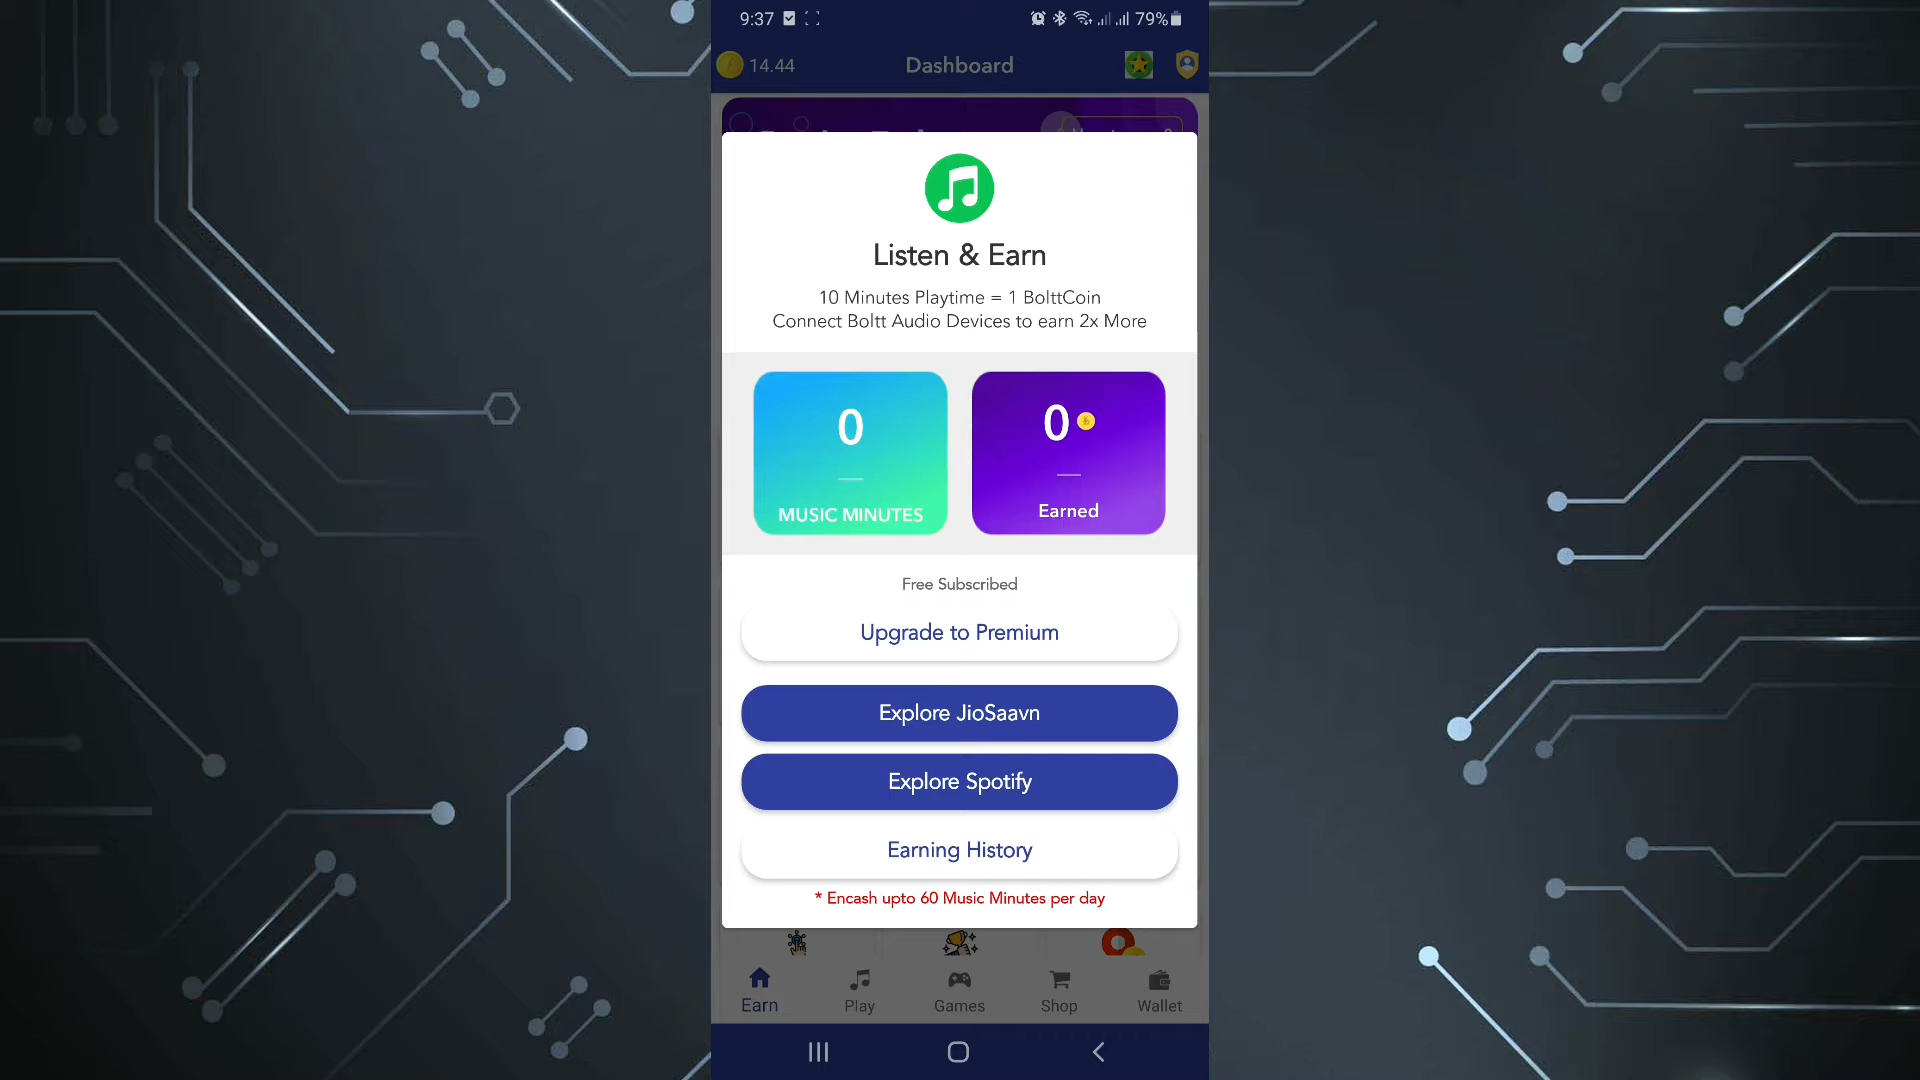 9:37
79%
14.44
Dashboard
Listen & Earn
10 Minutes Playtime = 1 BolttCoin
Connect Boltt Audio Devices to earn 2x More
0
0
MUSIC MINUTES
Earned
Free Subscribed
Upgrade to Premium
Explore JioSaavn
Explore Spotify
Earning History
* Encash upto 60 Music Minutes per day
Earn
Play
Games
Shop
Wallet